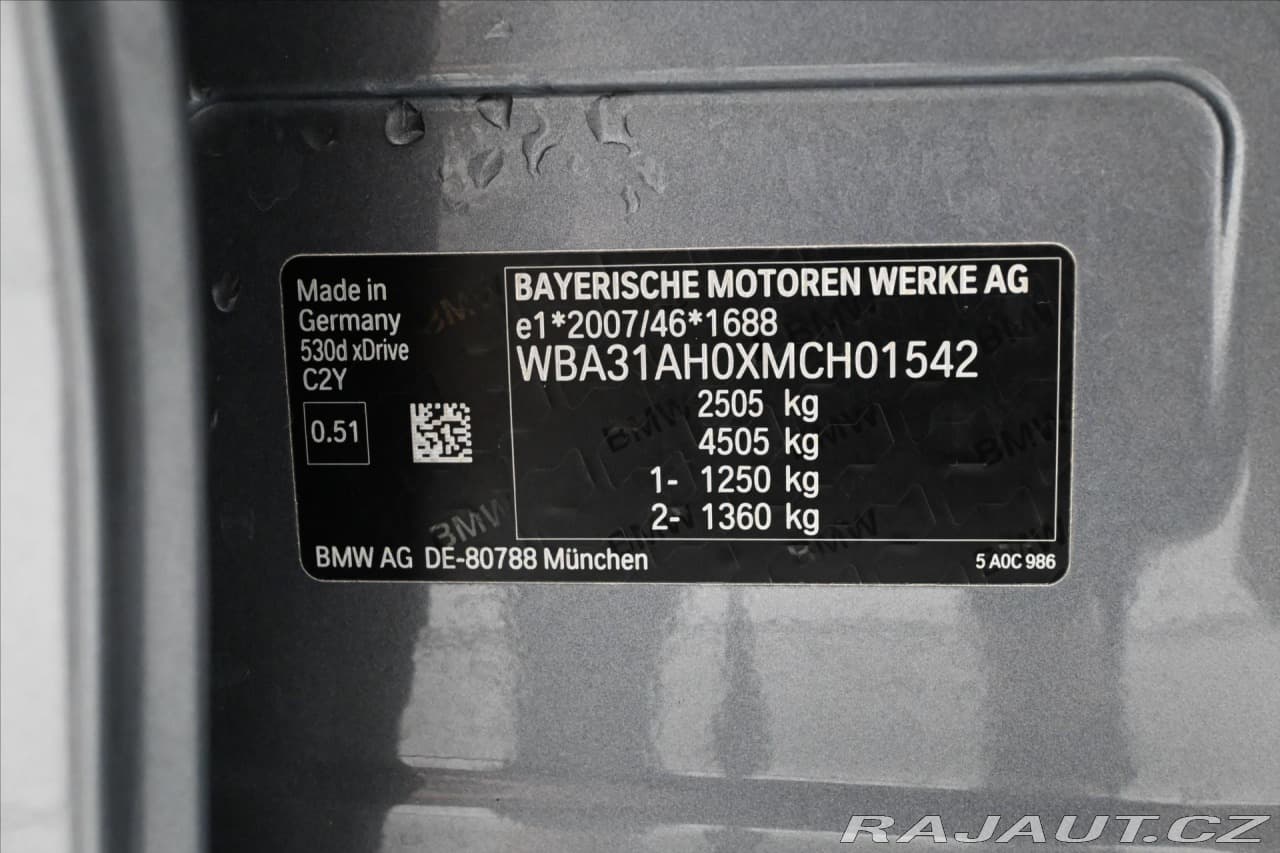 Made in
Germany
530d xDrive
C2Y
0.51
BAYERISCHE MOTOREN WERKE AG
e1*2007/46*1688
WBA31AH0XMCH01542
2505 kg
4505 kg
1- 1250 kg
2- 1360 kg
BMW AG DE-80788 München
5 A0C 986
RAJAUT.CZ